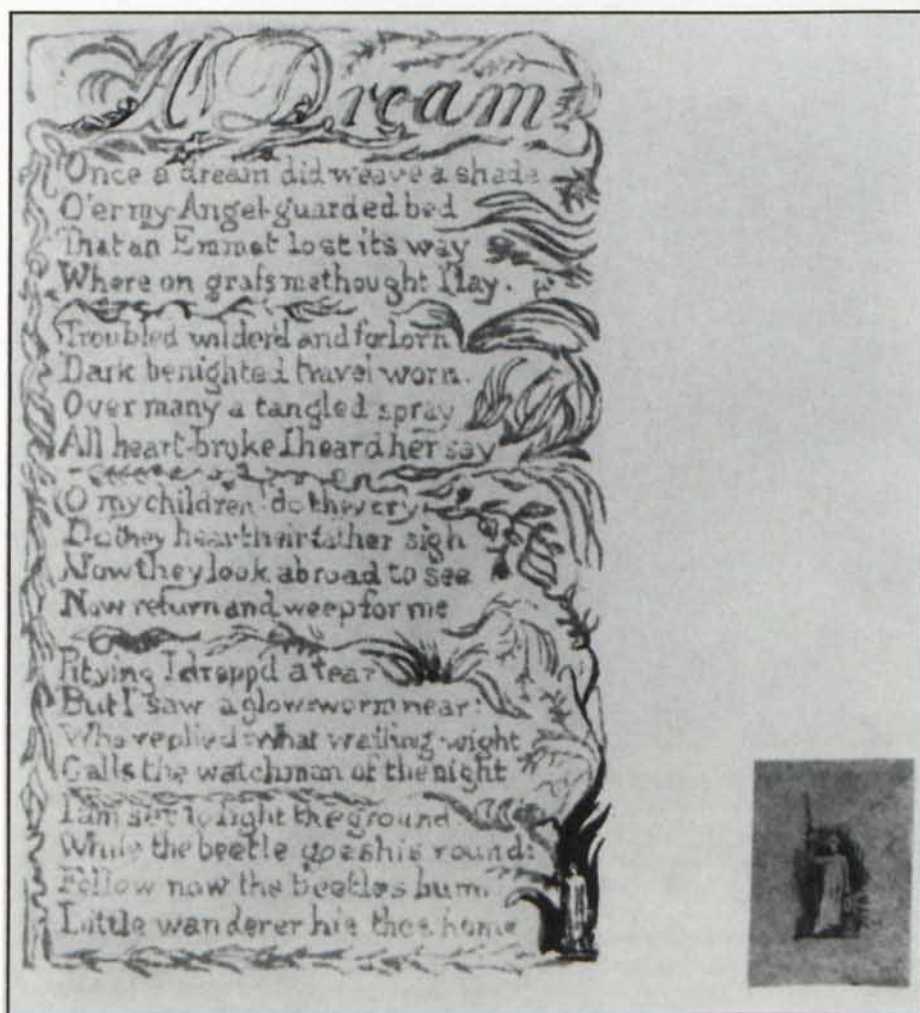 A Dream
Once a dream did weave a shade
O'er my Angel-guarded bed
That an Emmet lost its way
Where on grafs methought I lay.
Troubled wilderd and forlorn
Dark benighted travel worn.
Over many a tangled spray
All heart-broke I heard her say
O my children do they cry
Do they hear their father sigh
Now they look abroad to see
Now return and weep for me
Pitying I dropp'd a tear
But I saw a glow-worm near:
Who replied. What wailing wight
Calls the watchman of the night
I am set to light the ground
While the beetle goes his round:
Follow now the beetles hum.
Little wanderer hie thee home